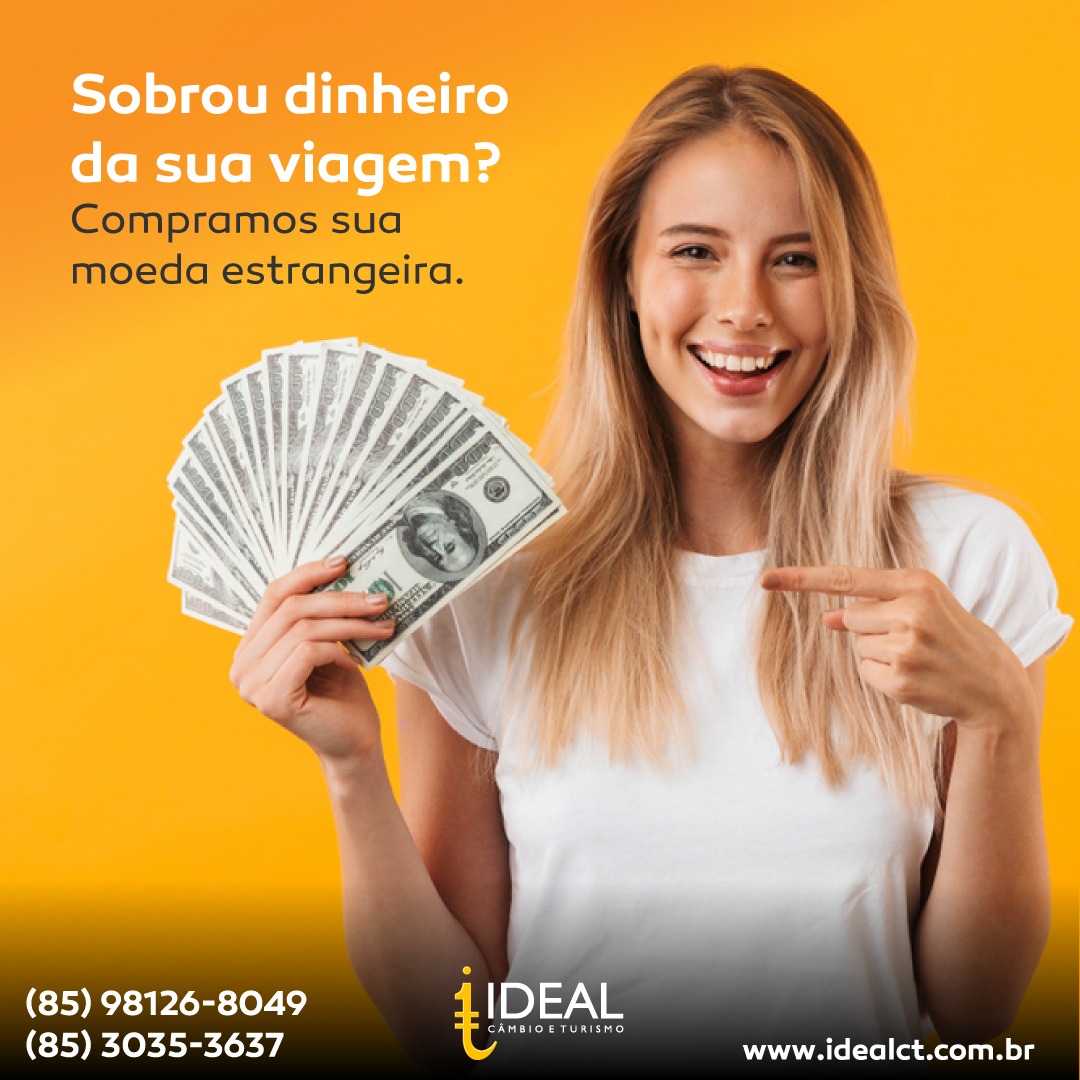 Sobrou dinheiro
da sua viagem?
Compramos sua
moeda estrangeira.
100
(85) 98126-8049
(85) 3035-3637
IDEAL
CÂMBIO E TURISMO
www.idealct.com.br